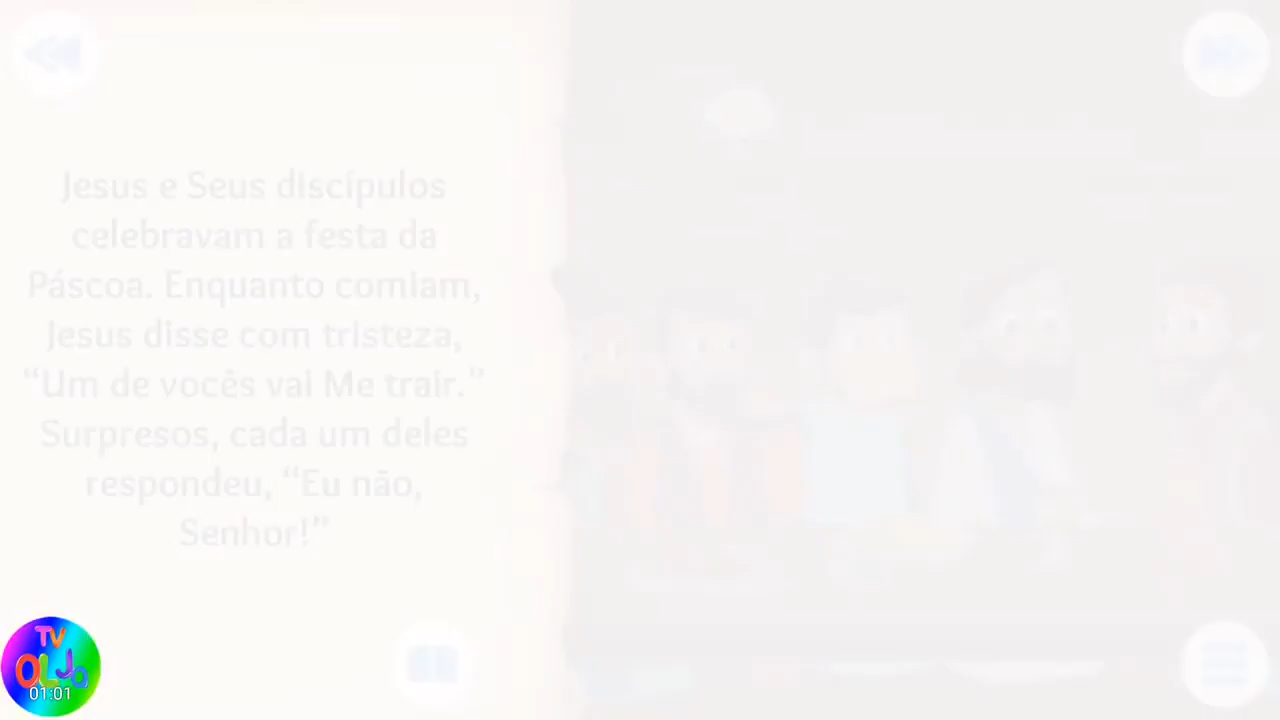 Jesus e Seus discípulos
celebravam a festa da
Páscoa. Enquanto comiam,
Jesus disse com tristeza,
“Um de vocês vai Me trair.”
Surpresos, cada um deles
respondeu, “Eu não,
Senhor!”
TV
OLJO
01:01